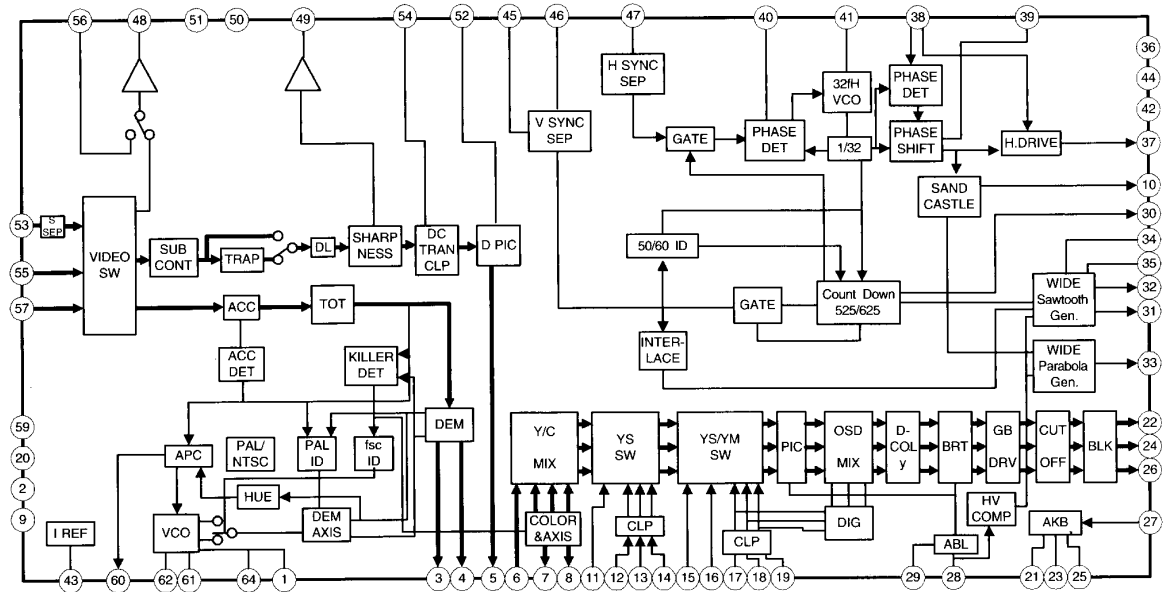 56 48 51 50 49 54 52 45 46 47 40 41 38 39
36
44
42
37
10
30
34
35
32
31
33
22
24
26
27
53
55
57
59
20
2
9
H SYNC
SEP
V SYNC
SEP
GATE
PHASE
DET
32fH
VCO
1/32
PHASE
DET
PHASE
SHIFT
H.DRIVE
SAND
CASTLE
S
SEP
VIDEO
SW
SUB
CONT
TRAP
DL
SHARP
NESS
DC
TRAN
CLP
D PIC
50/60 ID
GATE
Count Down
525/625
INTER-
LACE
WIDE
Sawtooth
Gen.
WIDE
Parabola
Gen.
ACC
TOT
ACC
DET
KILLER
DET
DEM
APC
PAL/
NTSC
PAL
ID
fsc
ID
HUE
VCO
DEM
AXIS
I REF
Y/C
MIX
YS
SW
YS/YM
SW
PIC
OSD
MIX
D-
COL
y
BRT
GB
DRV
CUT
OFF
BLK
COLOR
&AXIS
CLP
CLP
DIG
HV
COMP
ABL
AKB
43 60 62 61 64 1 3 4 5 6 7 8 11 12 13 14 15 16 17 18 19 29 28 21 23 25